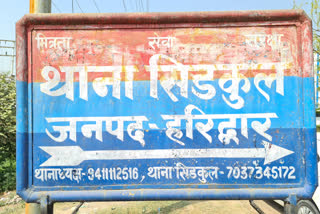 मित्रता सेवा सुरक्षा
थाना सिडकुल
जनपद-हरिद्वार
थानाध्यक्ष-9411112516, थाना सिडकुल- 7037345172